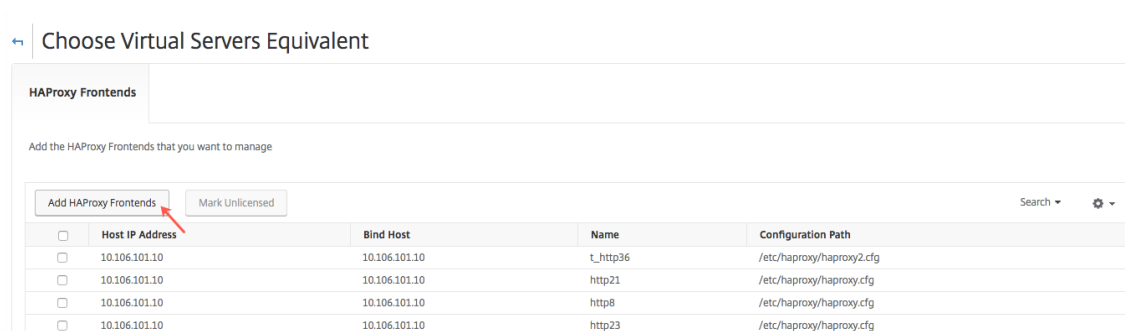 Choose Virtual Servers Equivalent
HAProxy Frontends
Add the HAProxy Frontends that you want to manage
Add HAProxy Frontends Mark Unlicensed Search
Host IP Address Bind Host Name Configuration Path
10.106.101.10 10.106.101.10 t_http36 /etc/haproxy/haproxy2.cfg
10.106.101.10 10.106.101.10 http21 /etc/haproxy/haproxy.cfg
10.106.101.10 10.106.101.10 http8 /etc/haproxy/haproxy.cfg
10.106.101.10 10.106.101.10 http23 /etc/haproxy/haproxy.cfg